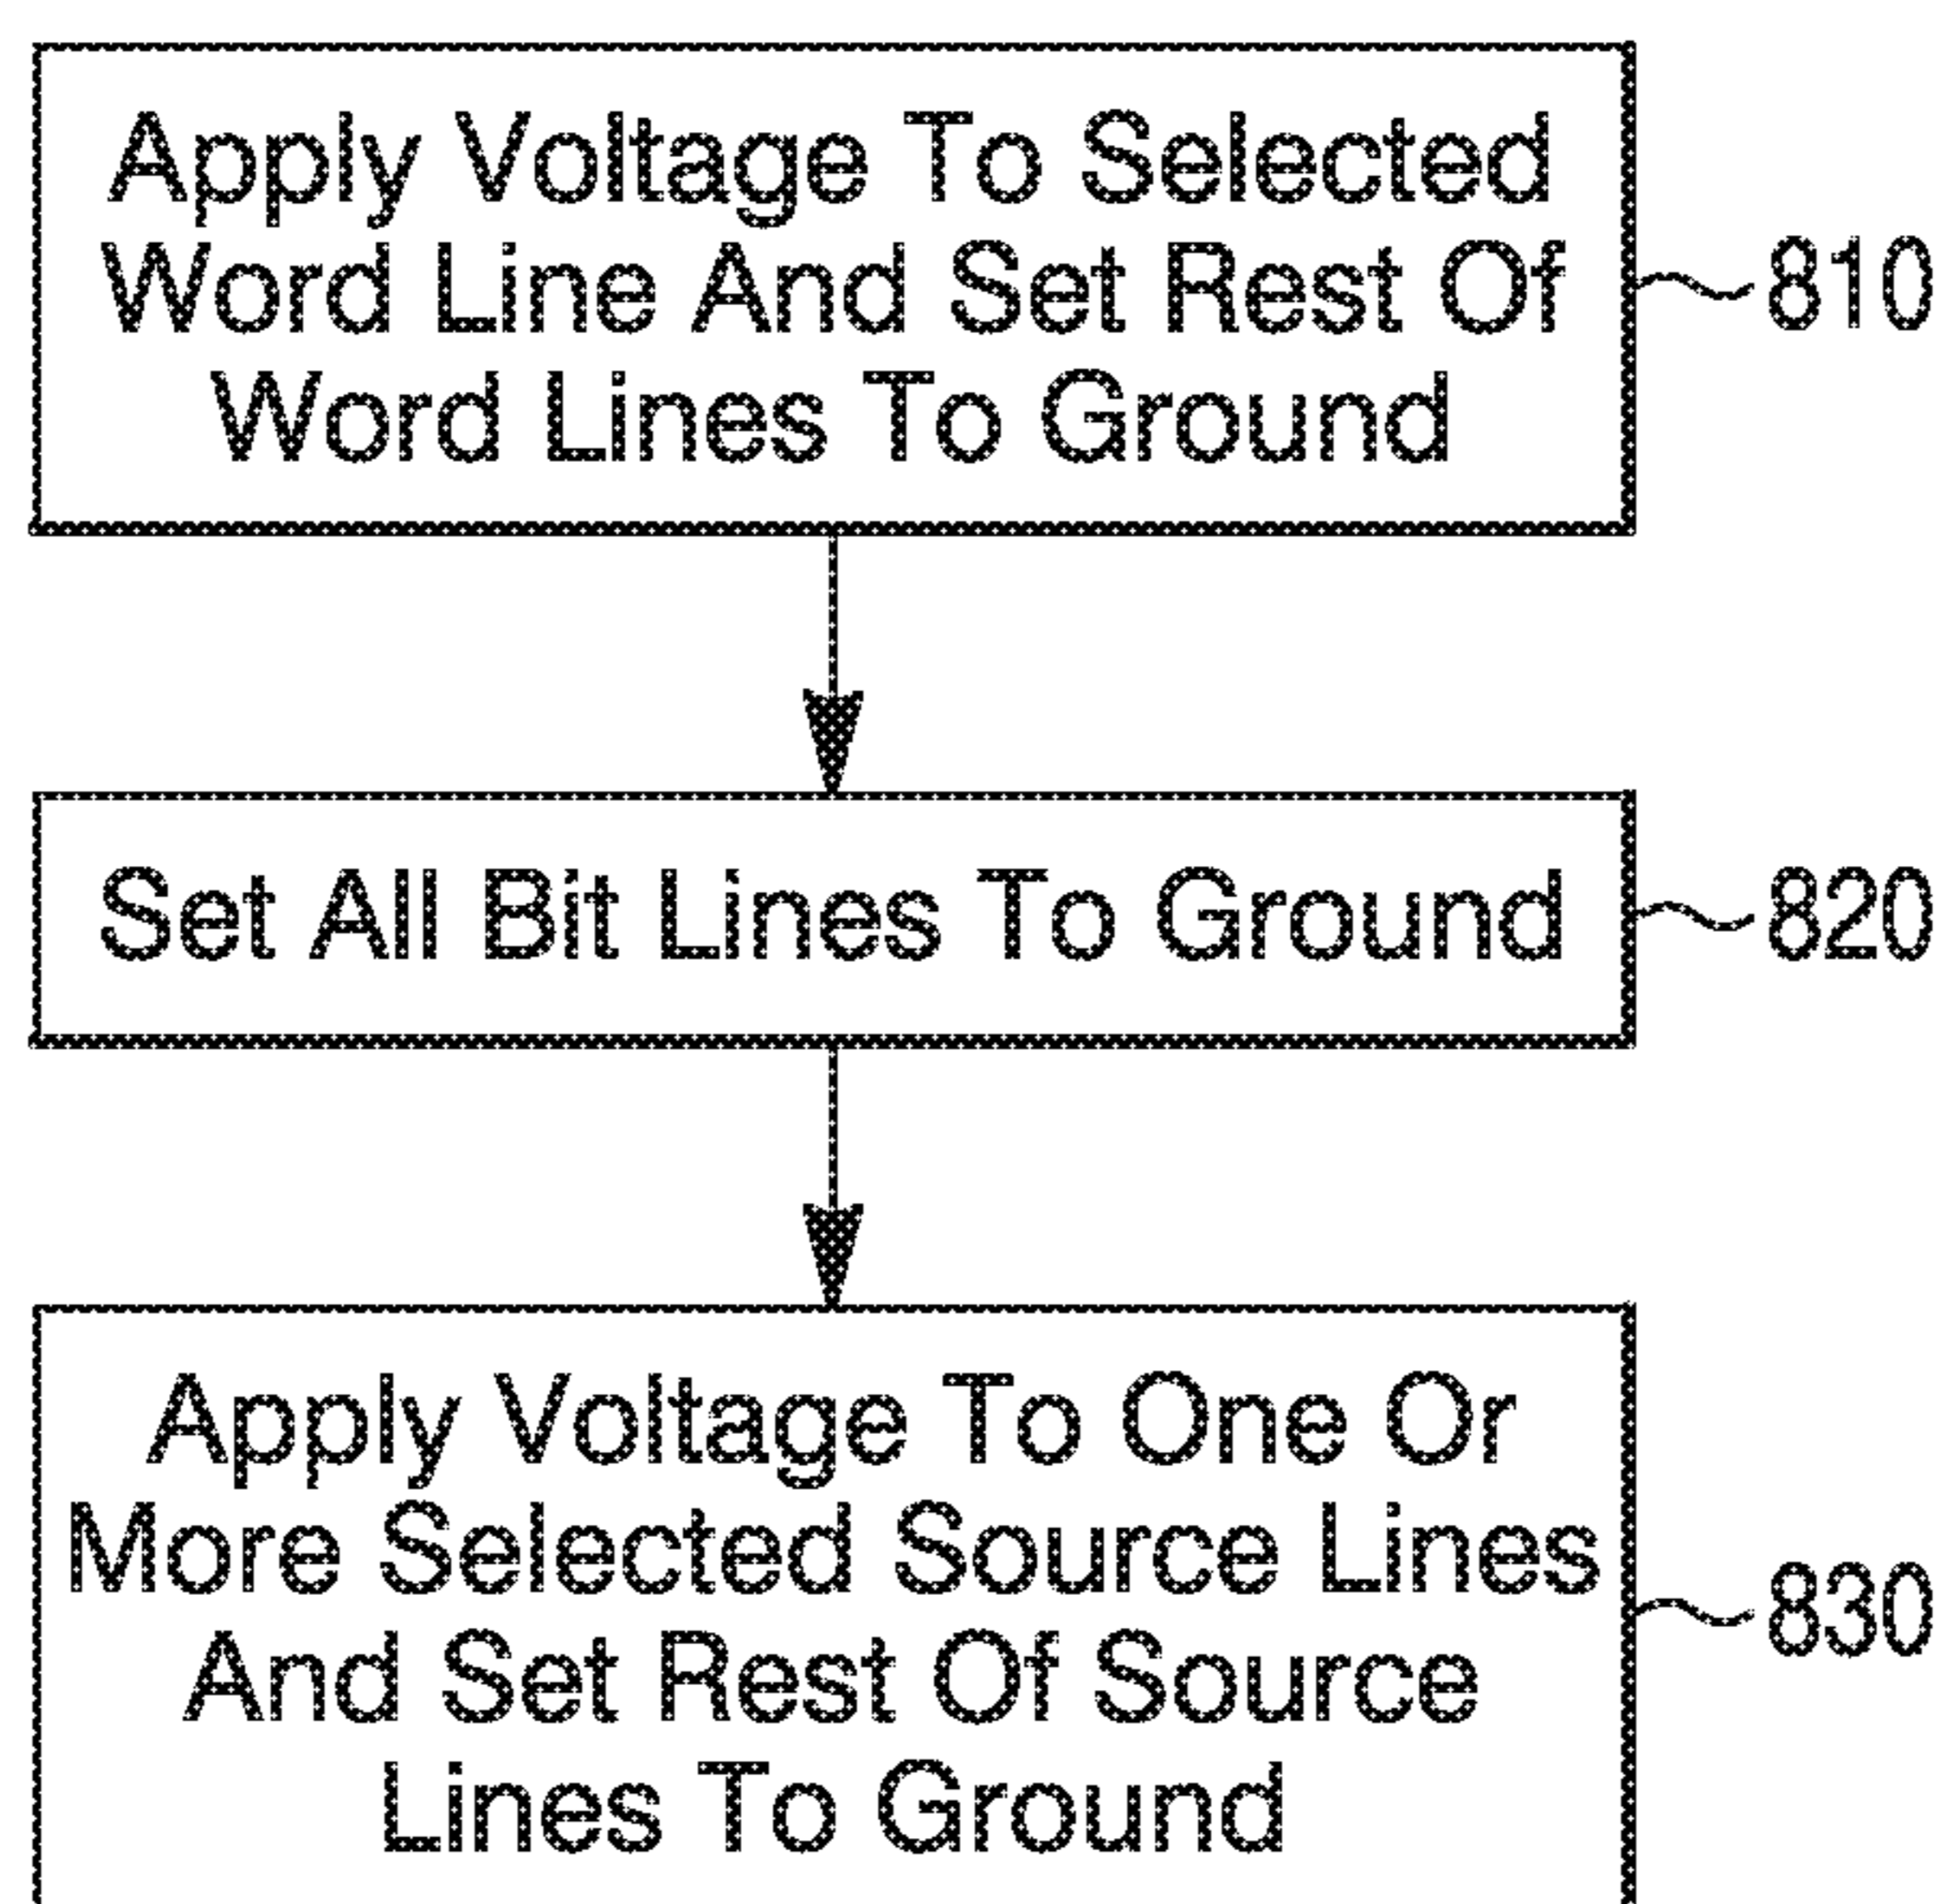 Apply Voltage To Selected
Word Line And Set Rest Of
Word Lines To Ground
810
Set All Bit Lines To Ground
820
Apply Voltage To One Or
More Selected Source Lines
And Set Rest Of Source
Lines To Ground
830